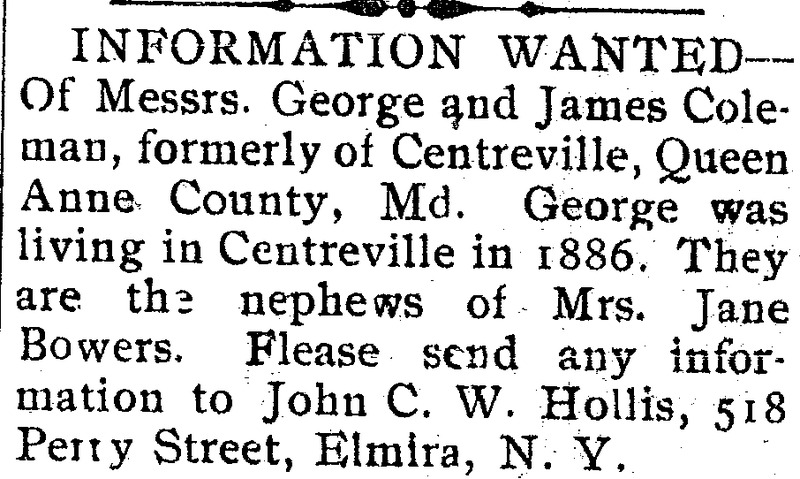 INFORMATION WANTED—
Of Messrs. George and James Cole-
man, formerly of Centreville, Queen
Anne County, Md. George was
living in Centreville in 1886. They
are the nephews of Mrs. Jane
Bowers. Please send any infor-
mation to John C. W. Hollis, 518
Perry Street, Elmira, N. Y.